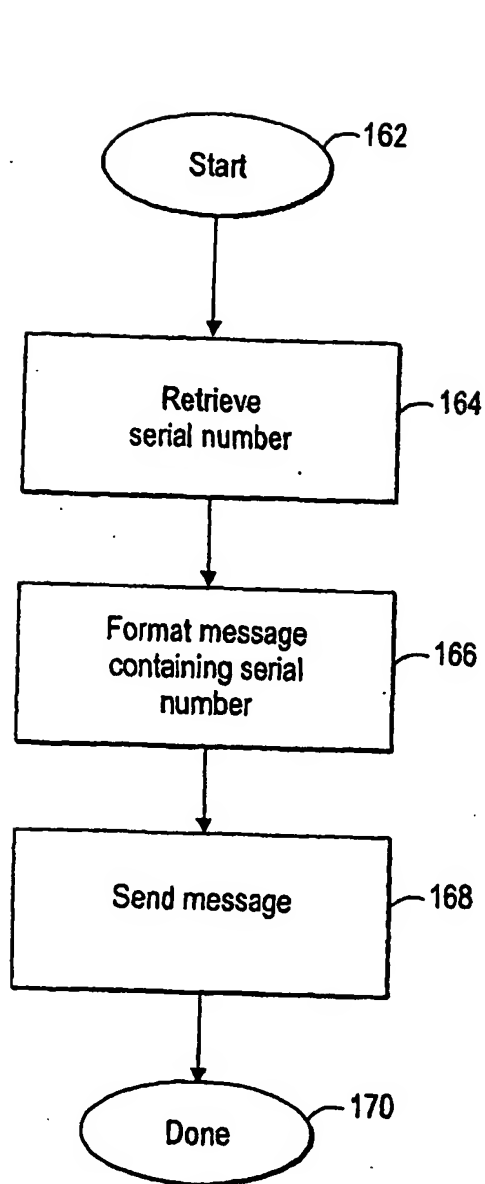 Start
162
Retrieve
serial number
164
Format message
containing serial
number
166
Send message
168
Done
170